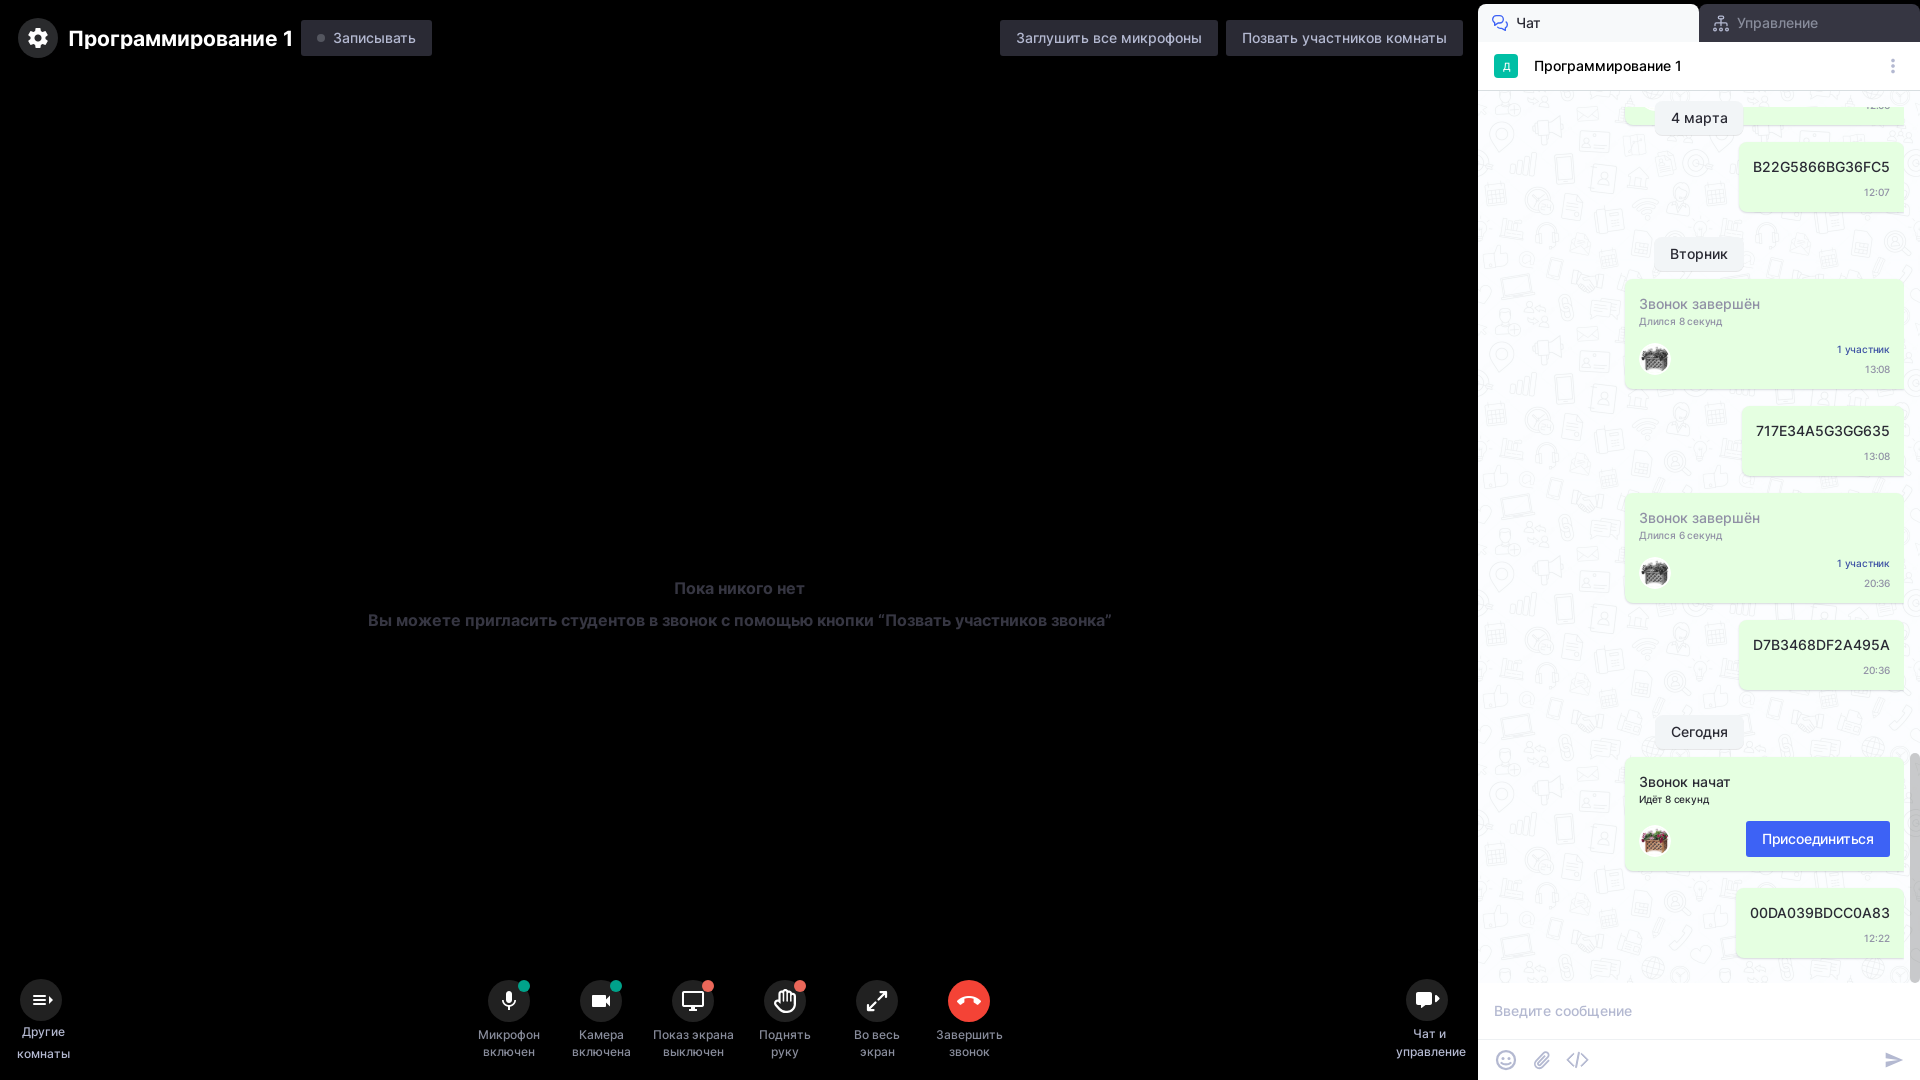 Программирование 1
Записывать
Заглушить все микрофоны
Позвать участников комнаты
Пока никого нет
Вы можете пригласить студентов в звонок с помощью кнопки “Позвать участников звонка”
Другие
комнаты
Микрофон
включен
Камера
включена
Показ экрана
выключен
Поднять
руку
Во весь
экран
Завершить
звонок
Чат и
управление
Чат
Управление
Д
Программирование 1
4 марта
B22G5866BG36FC5
12:07
Вторник
Звонок завершён
Длился 8 секунд
1 участник
13:08
717E34A5G3GG635
13:08
Звонок завершён
Длился 6 секунд
1 участник
20:36
D7B3468DF2A495A
20:36
Сегодня
Звонок начат
Идёт 8 секунд
Присоединиться
00DA039BDCC0A83
12:22
Введите сообщение